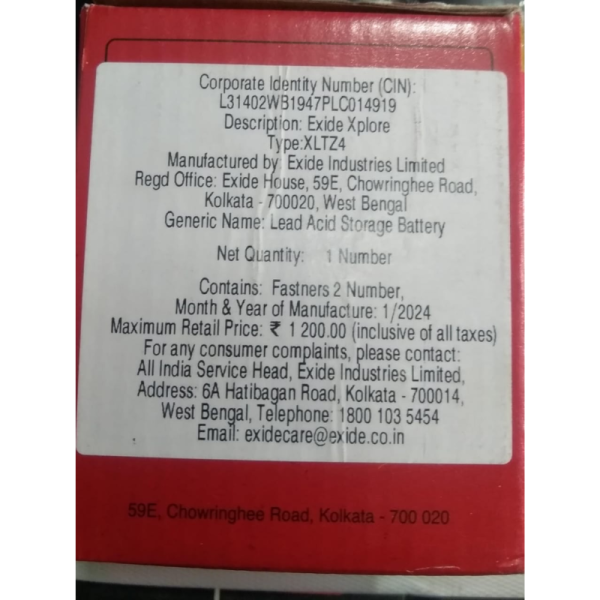 Corporate Identity Number (CIN):
L31402WB1947PLC014919
Description: Exide Xplore
Type:XLTZ4
Manufactured by: Exide Industries Limited
Regd Office: Exide House, 59E, Chowringhee Road,
Kolkata - 700020, West Bengal
Generic Name: Lead Acid Storage Battery
Net Quantity: 1 Number
Contains: Fastners 2 Number,
Month & Year of Manufacture: 1/2024
Maximum Retail Price: ₹ 1 200.00 (inclusive of all taxes)
For any consumer complaints, please contact:
All India Service Head, Exide Industries Limited,
Address: 6A Hatibagan Road, Kolkata - 700014,
West Bengal, Telephone: 1800 103 5454
Email: exidecare@exide.co.in
59E, Chowringhee Road, Kolkata - 700 020